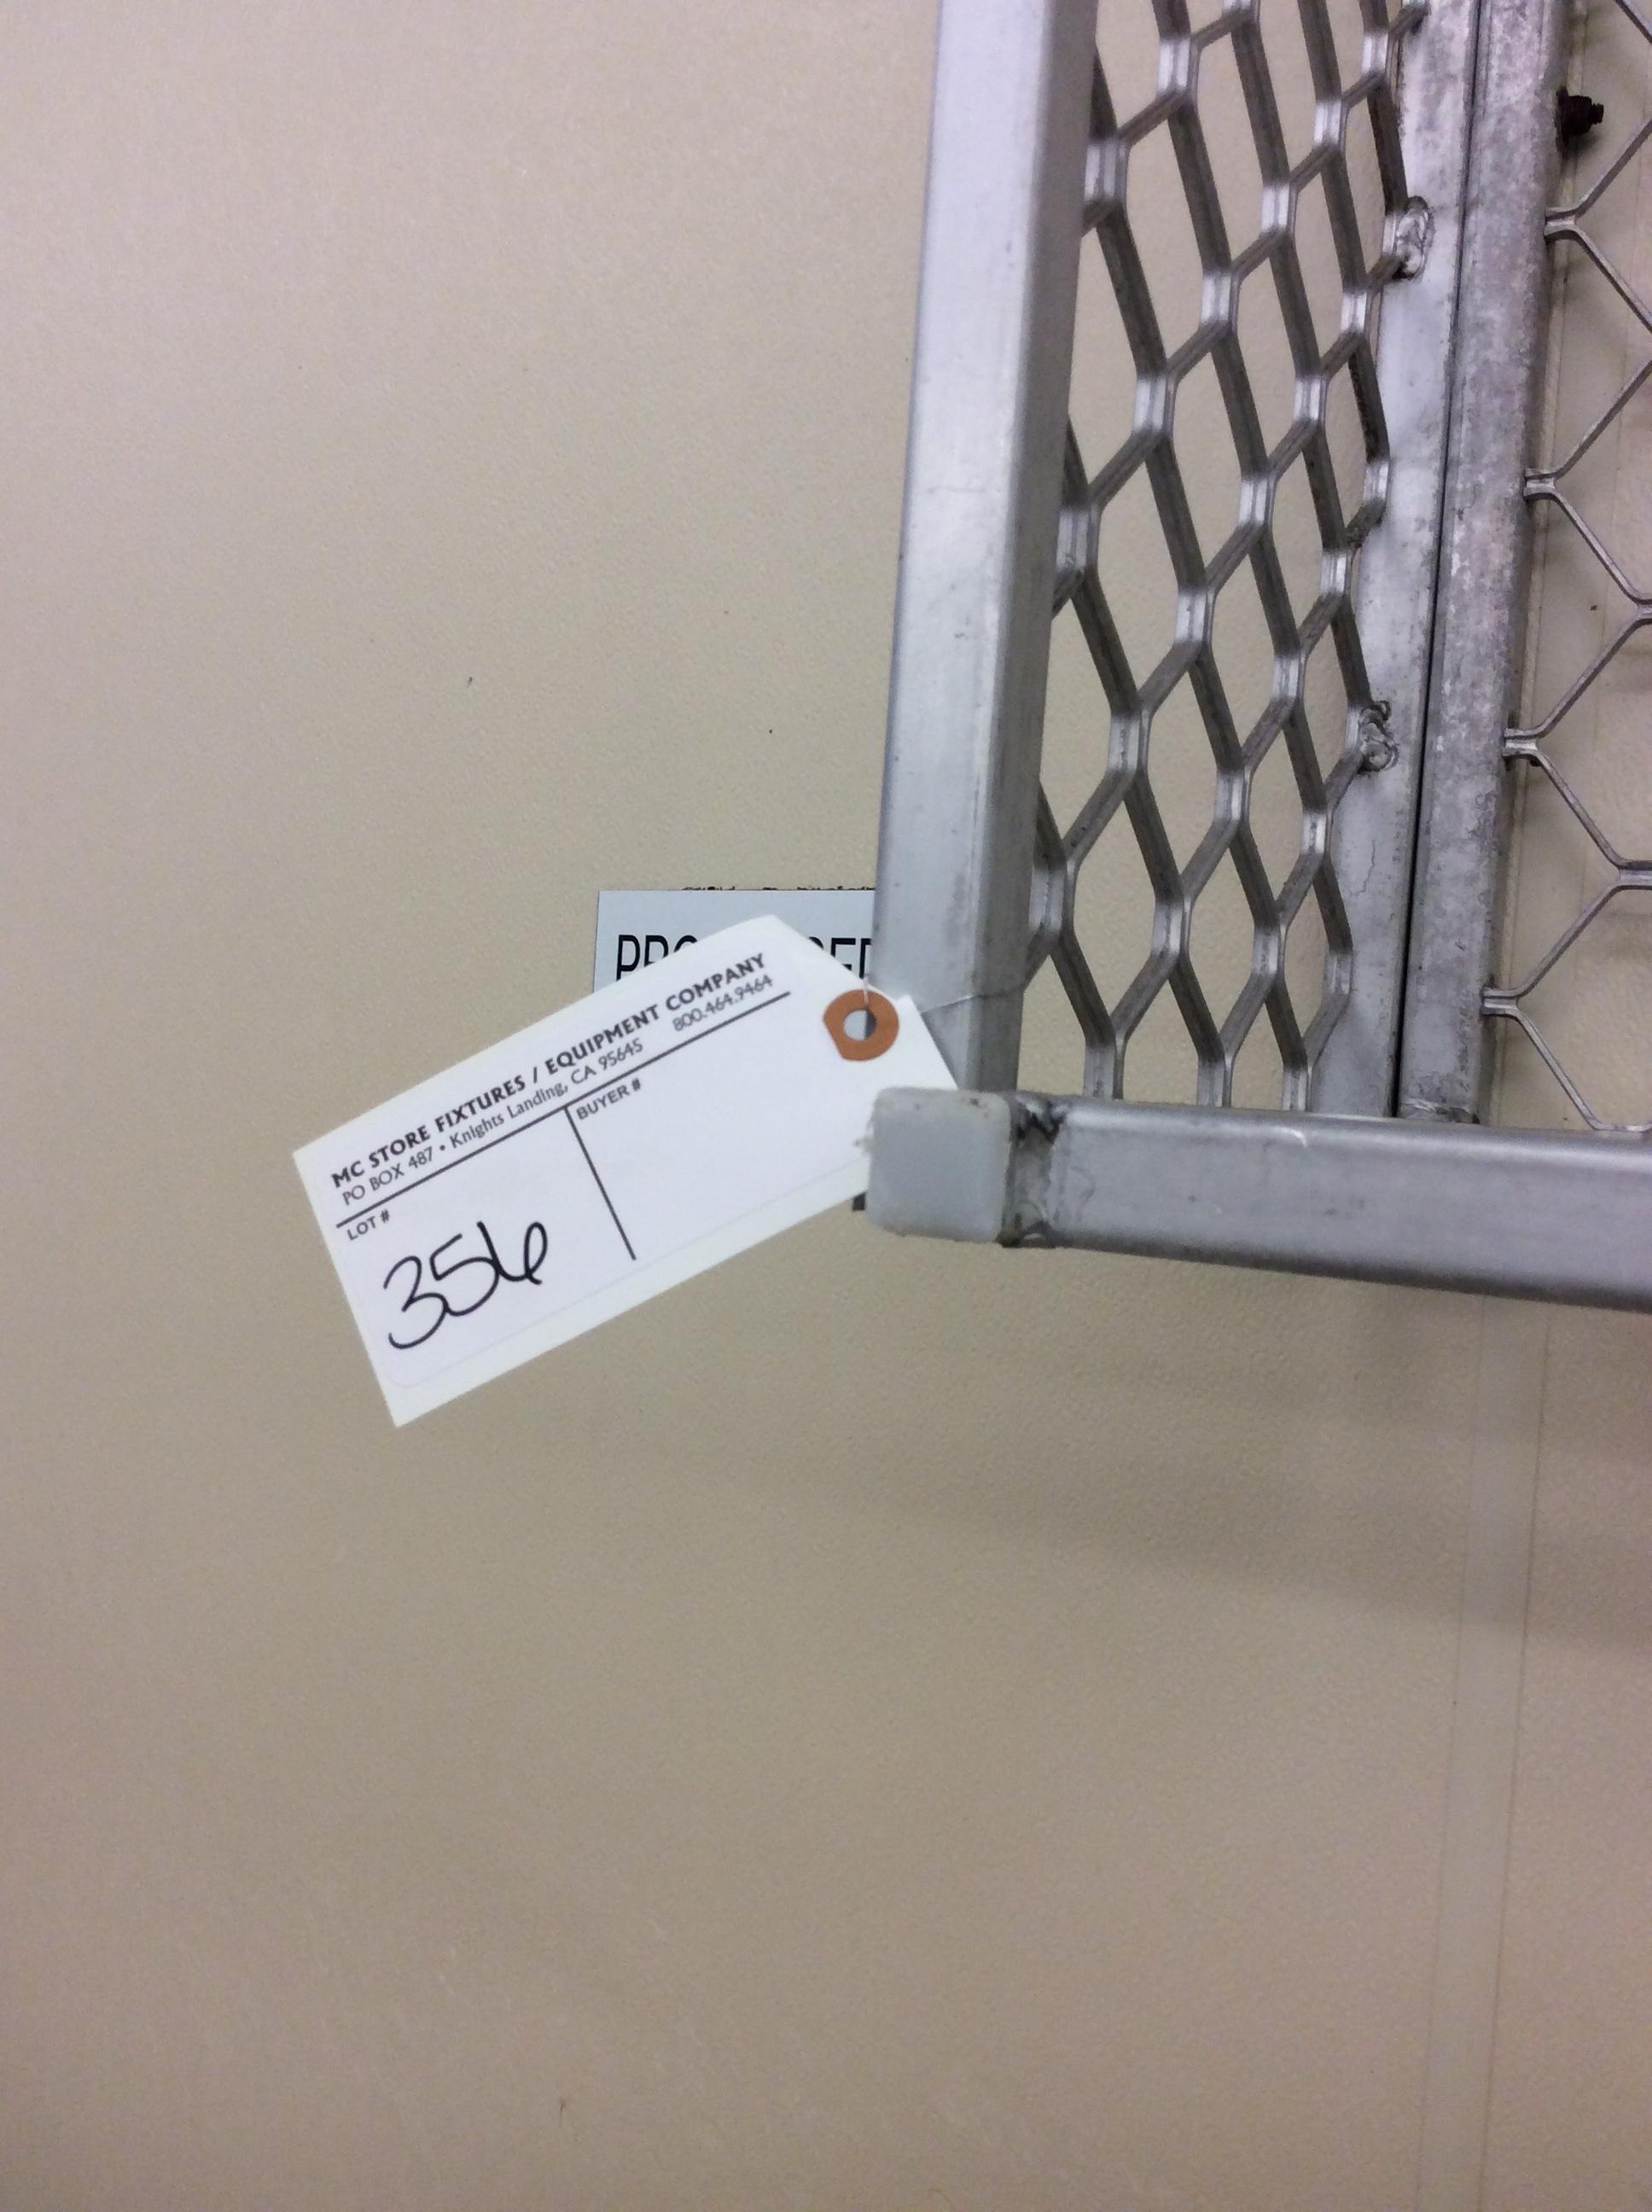 MC STORE FIXTURES / EQUIPMENT COMPANY
PO BOX 487 • Knights Landing, CA 95645 800.464.9464
LOT #
BUYER #
356